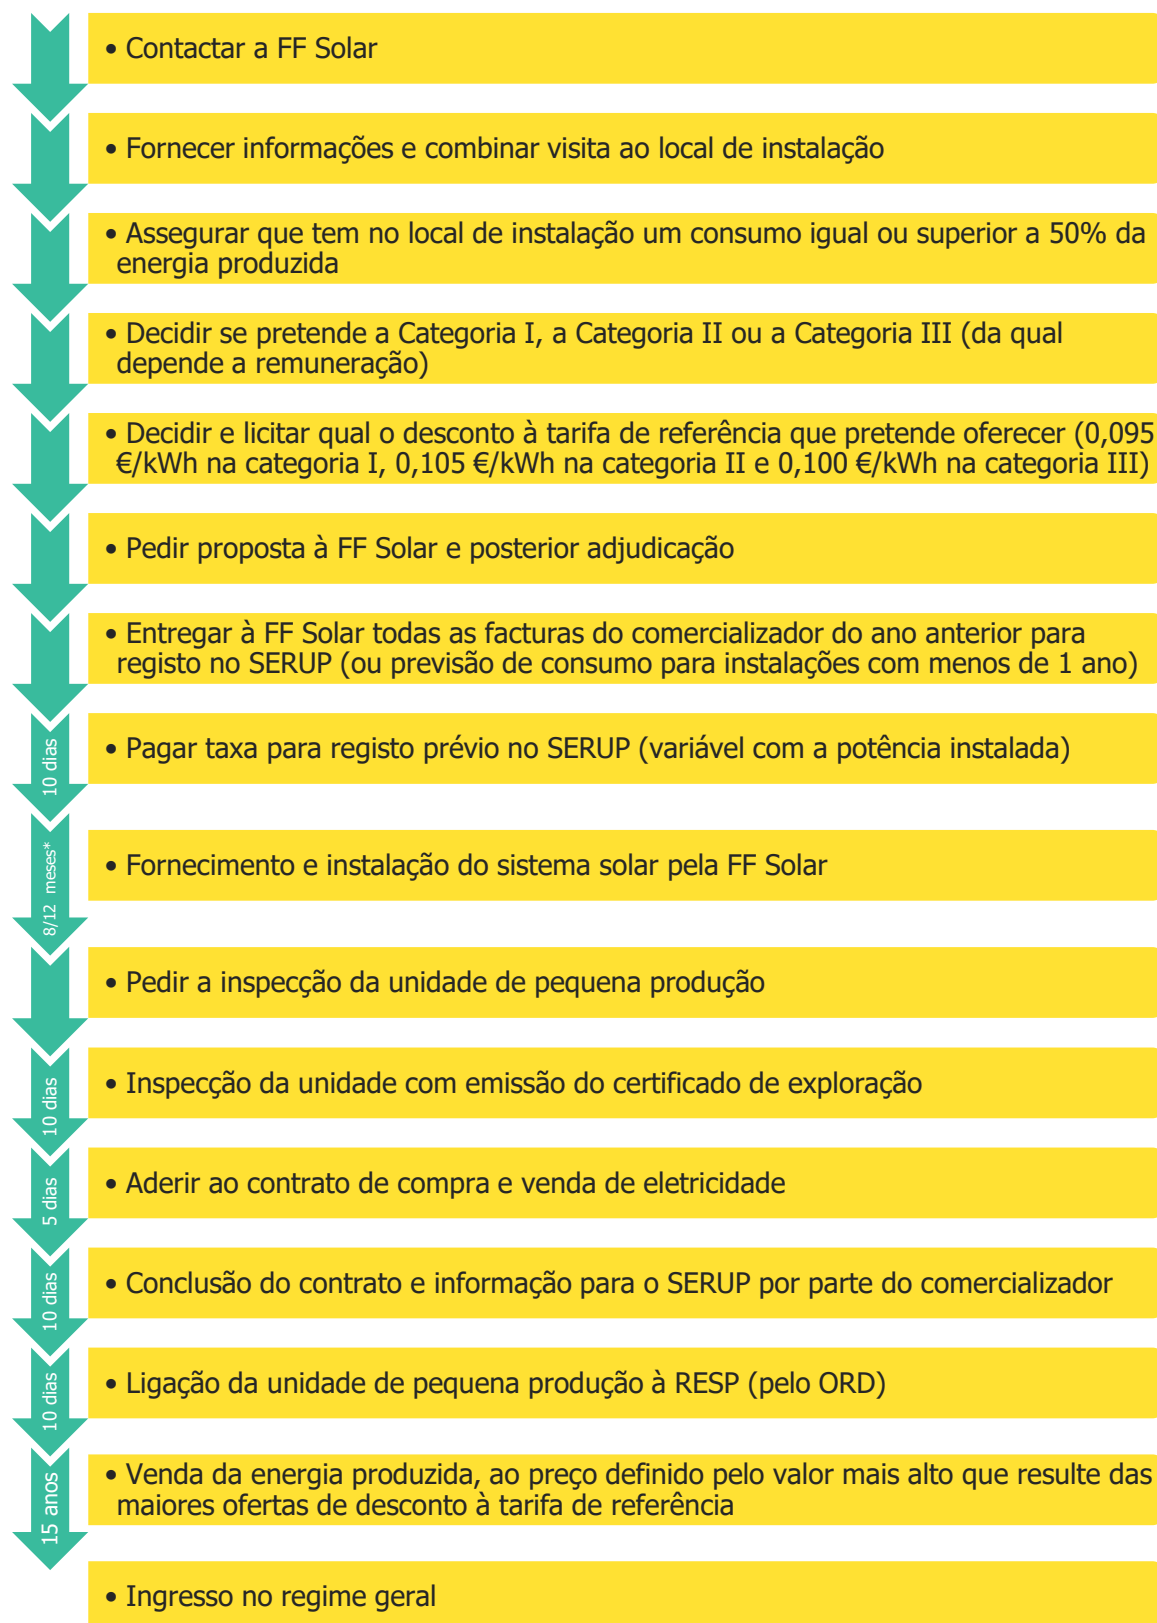 • Contactar a FF Solar
• Fornecer informações e combinar visita ao local de instalação
• Assegurar que tem no local de instalação um consumo igual ou superior a 50% da
energia produzida
• Decidir se pretende a Categoria I, a Categoria II ou a Categoria III (da qual
depende a remuneração)
• Decidir e licitar qual o desconto à tarifa de referência que pretende oferecer (0,095
€/kWh na categoria I, 0,105 €/kWh na categoria II e 0,100 €/kWh na categoria III)
• Pedir proposta à FF Solar e posterior adjudicação
• Entregar à FF Solar todas as facturas do comercializador do ano anterior para
registo no SERUP (ou previsão de consumo para instalações com menos de 1 ano)
10 dias
• Pagar taxa para registo prévio no SERUP (variável com a potência instalada)
8/12 meses*
• Fornecimento e instalação do sistema solar pela FF Solar
• Pedir a inspecção da unidade de pequena produção
10 dias
• Inspecção da unidade com emissão do certificado de exploração
5 dias
• Aderir ao contrato de compra e venda de eletricidade
10 dias
• Conclusão do contrato e informação para o SERUP por parte do comercializador
10 dias
• Ligação da unidade de pequena produção à RESP (pelo ORD)
15 anos
• Venda da energia produzida, ao preço definido pelo valor mais alto que resulte das
maiores ofertas de desconto à tarifa de referência
• Ingresso no regime geral